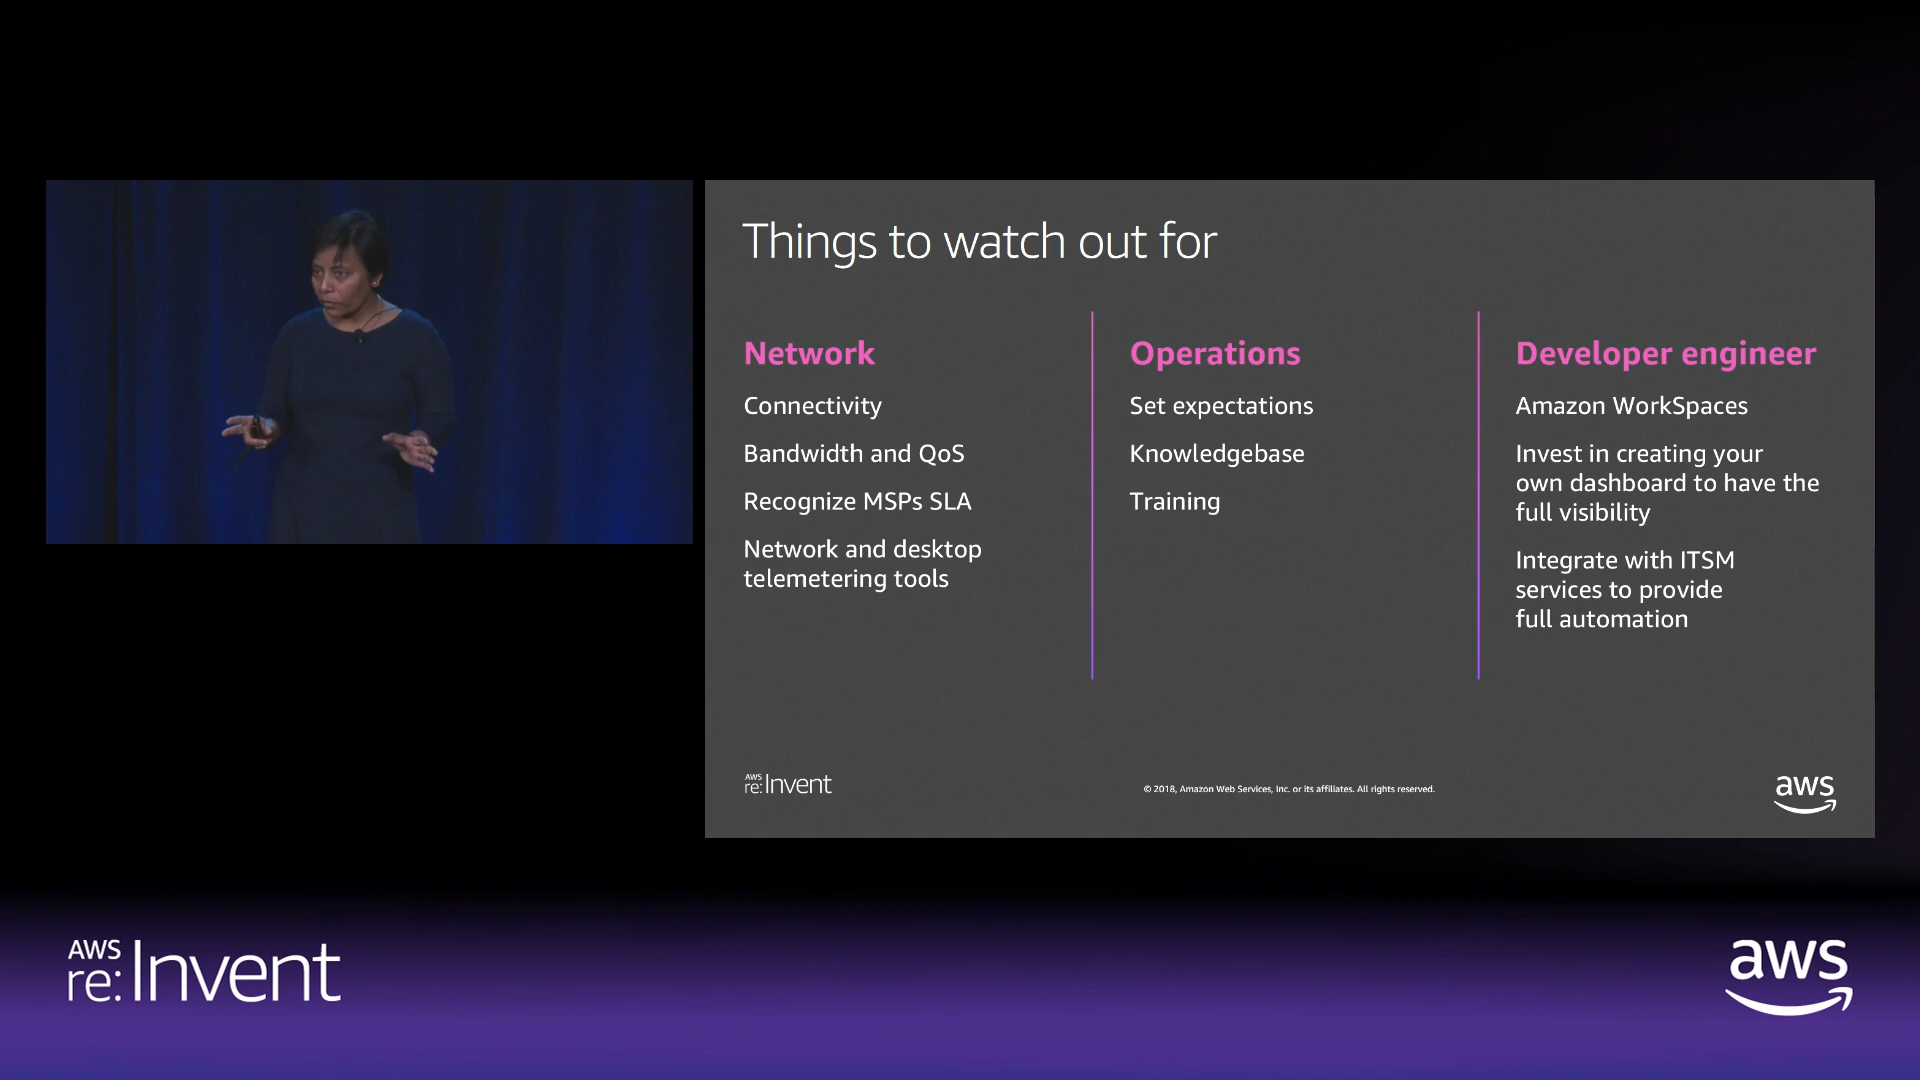 Things to watch out for
Network
Connectivity
Bandwidth and QoS
Recognize MSPs SLA
Network and desktop
telemetering tools
Operations
Set expectations
Knowledgebase
Training
Developer engineer
Amazon WorkSpaces
Invest in creating your
own dashboard to have the
full visibility
Integrate with ITSM
services to provide
full automation
AWS
re:Invent
© 2018, Amazon Web Services, Inc. or its affiliates. All rights reserved.
aws
AWS
re:Invent
aws